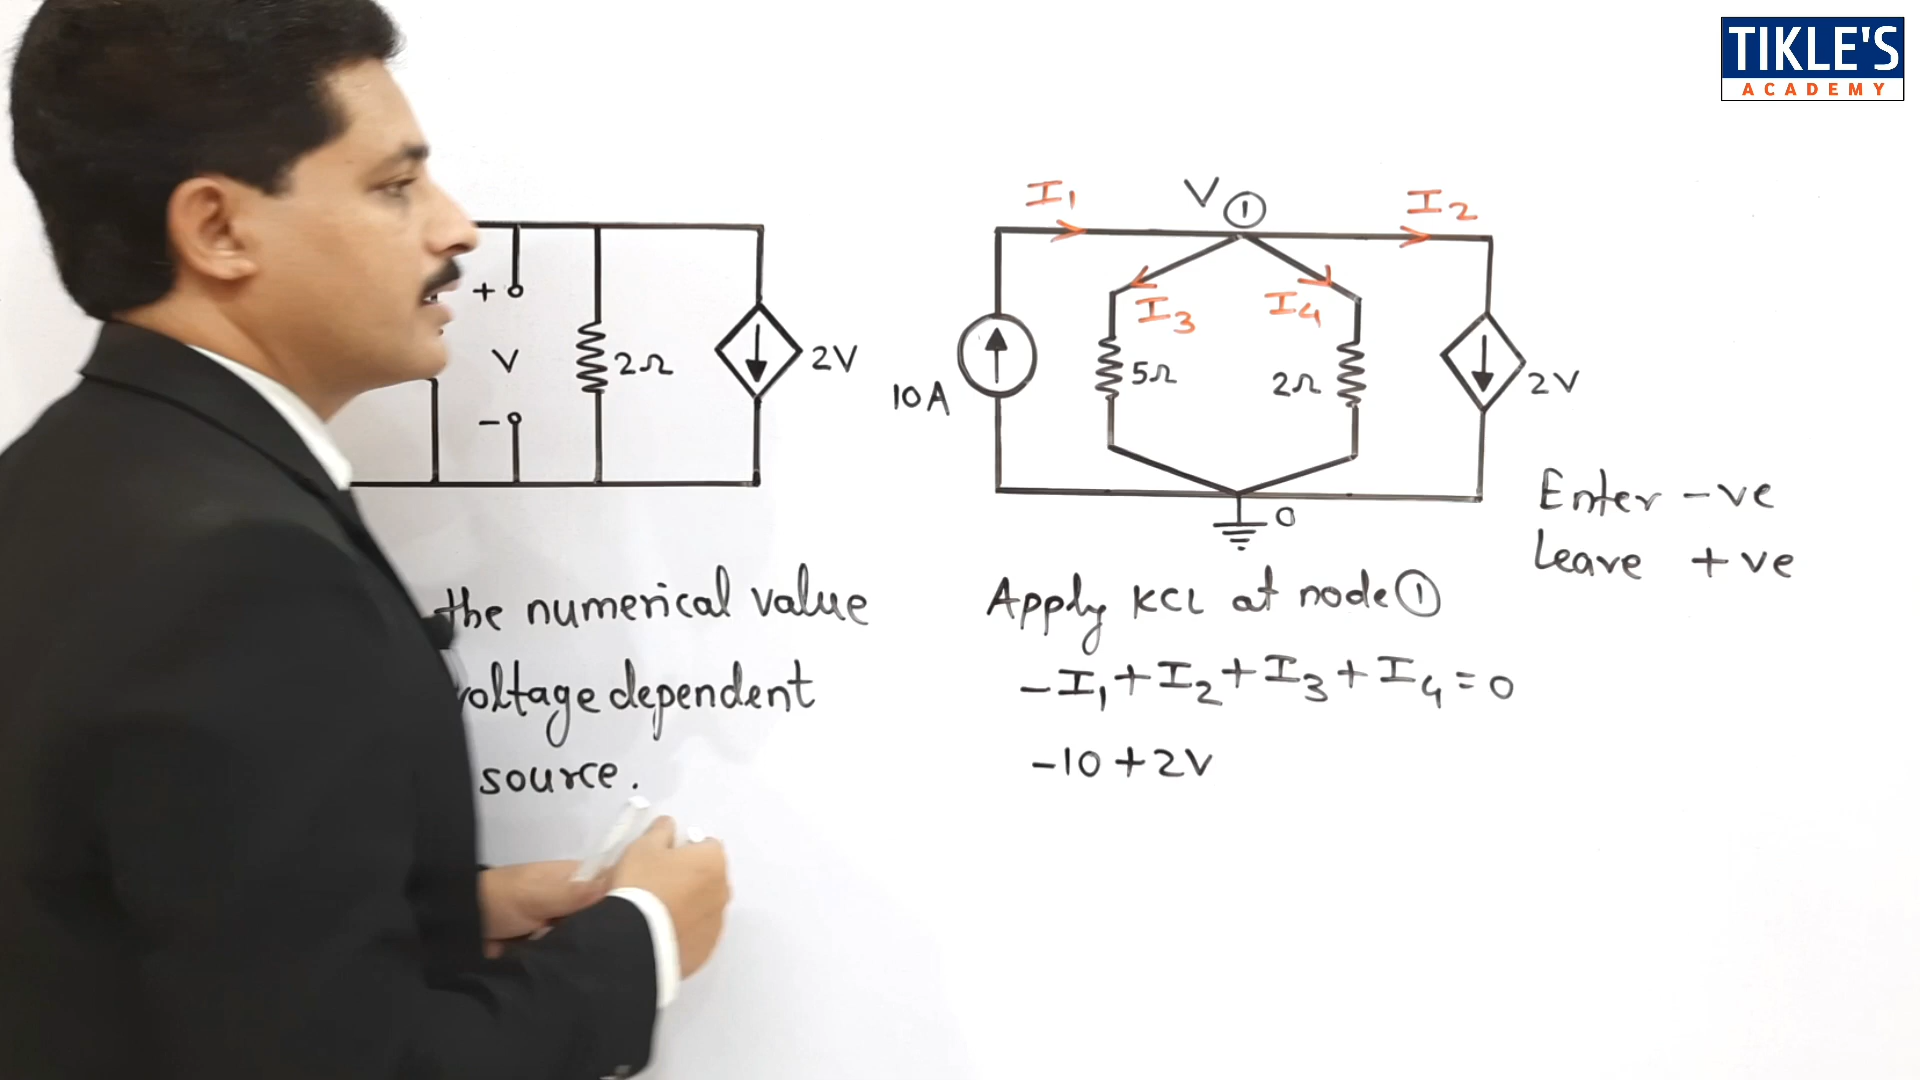 TIKLE'S
ACADEMY
+
V
-
2Ω
2V
I1
V ①
I2
I3
I4
10A
5Ω
2Ω
2V
0
Enter -ve
Leave +ve
the numerical value
voltage dependent
source.
Apply KCL at node ①
-I1+I2+I3+I4=0
-10+2V